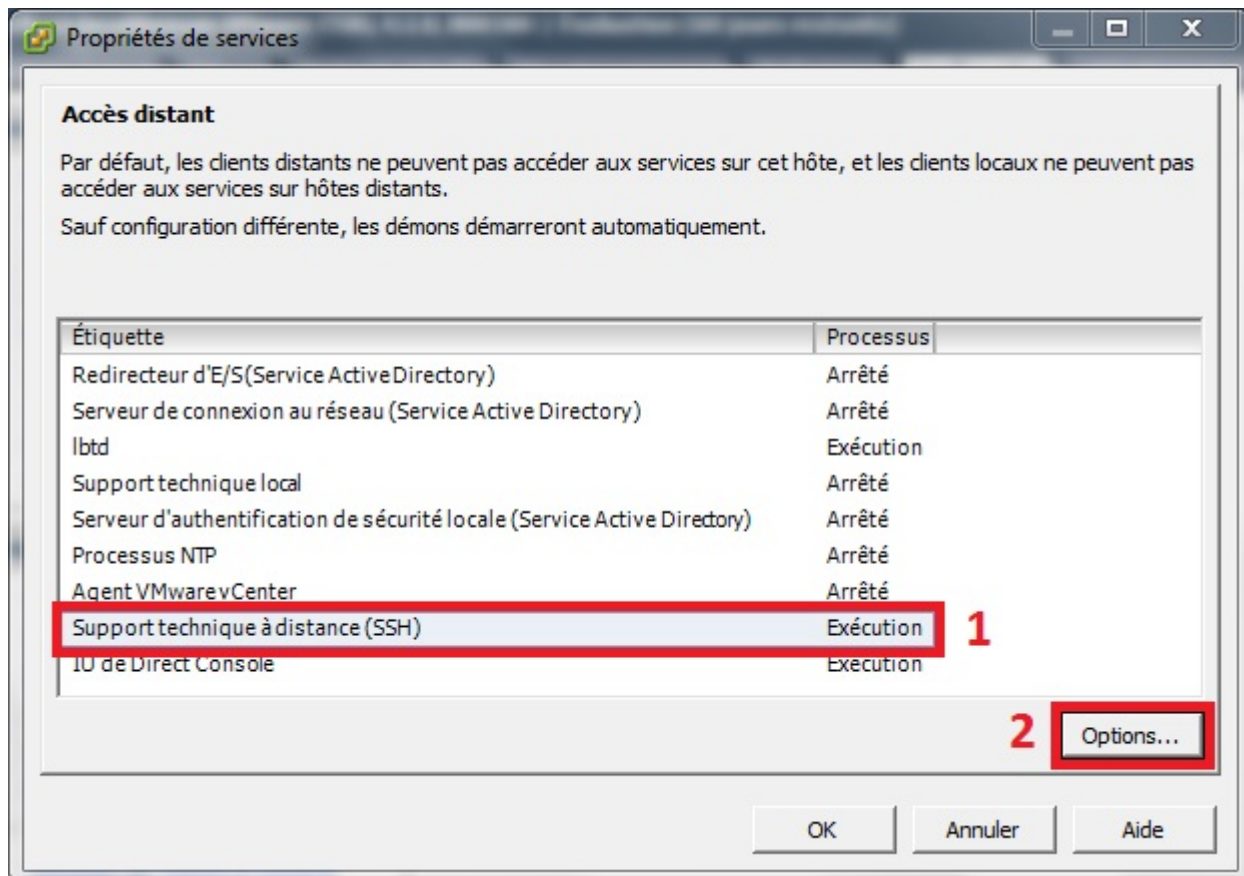 Propriétés de services
Accès distant
Par défaut, les clients distants ne peuvent pas accéder aux services sur cet hôte, et les clients locaux ne peuvent pas
accéder aux services sur hôtes distants.
Sauf configuration différente, les démons démarreront automatiquement.
Étiquette Processus
Redirecteur d'E/S(Service Active Directory) Arrêté
Serveur de connexion au réseau (Service Active Directory) Arrêté
lbtd Exécution
Support technique local Arrêté
Serveur d'authentification de sécurité locale (Service Active Directory) Arrêté
Processus NTP Arrêté
Agent VMware vCenter Arrêté
Support technique à distance (SSH) Exécution 1
IU de Direct Console Exécution
2 Options...
OK Annuler Aide